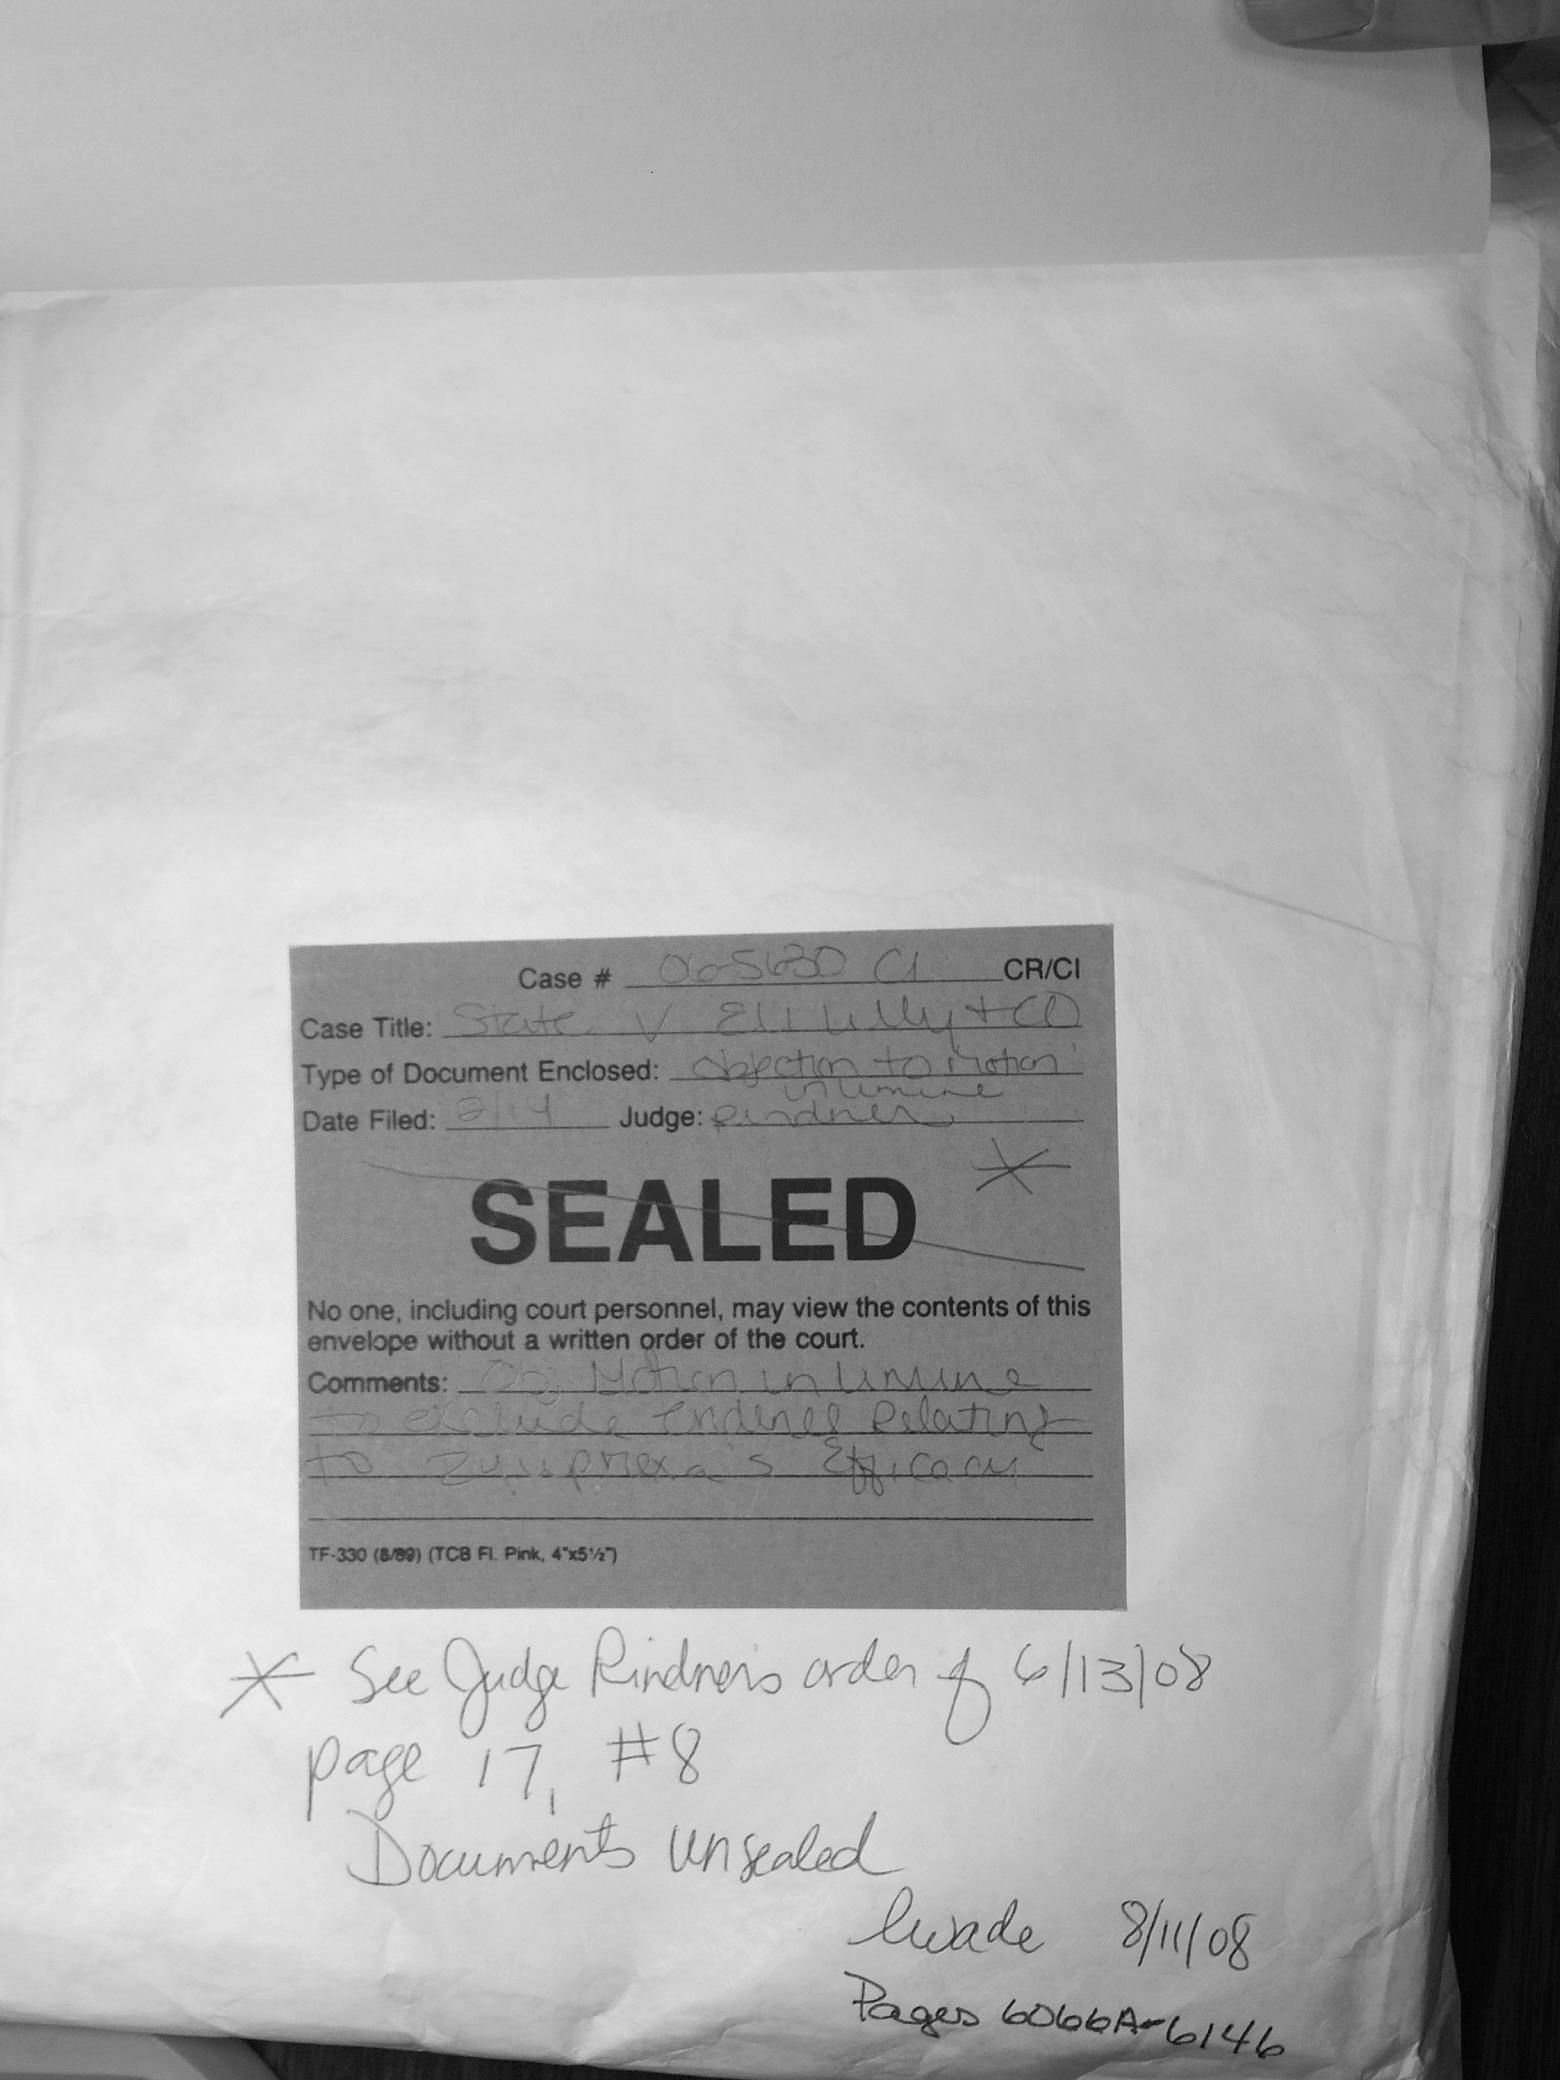 Case # 06-5630 CI CR/CI
Case Title: State v Eli Lilly + CO
Type of Document Enclosed: Objection to Motion
in limine
Date Filed: 2/14 Judge: Rindner
SEALED
No one, including court personnel, may view the contents of this
envelope without a written order of the court.
Comments: Motion in Limine
to exclude Evidence Relating
to Zyprexa's Efficacy
TF-330 (8/89) (TCB Fl. Pink, 4"x5½")
* See Judge Rindner's order of 6/13/08
page 17, #8
Documents unsealed
lwade 8/11/08
Pages 6066A-6146